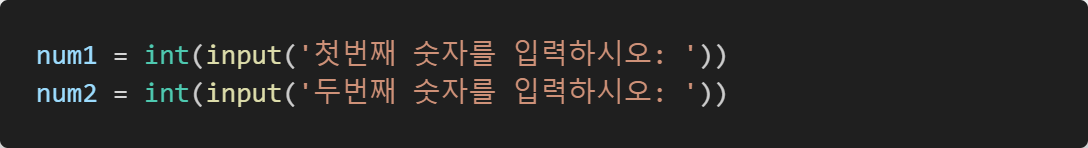 num1 = int(input('첫번째 숫자를 입력하시오: '))
num2 = int(input('두번째 숫자를 입력하시오: '))